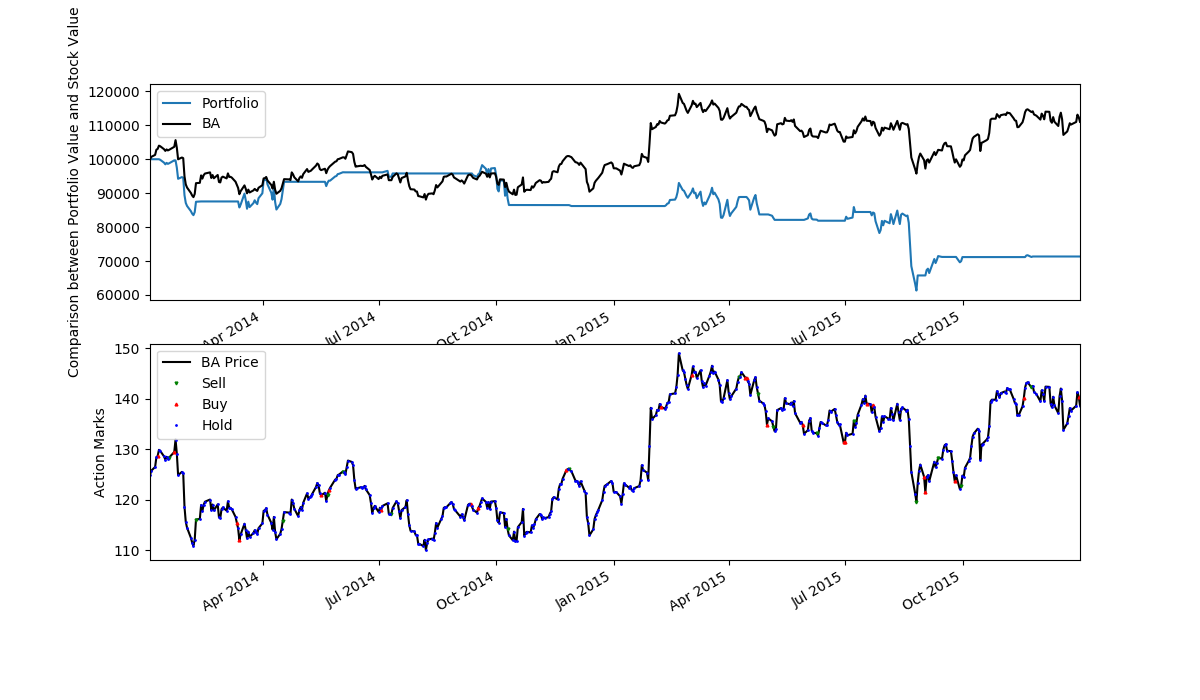 Comparison between Portfolio Value and Stock Value
120000
110000
100000
90000
80000
70000
60000
Portfolio
BA
Apr 2014
Jul 2014
Oct 2014
Jan 2015
Apr 2015
Jul 2015
Oct 2015
Action Marks
150
140
130
120
110
BA Price
Sell
Buy
Hold
Apr 2014
Jul 2014
Oct 2014
Jan 2015
Apr 2015
Jul 2015
Oct 2015